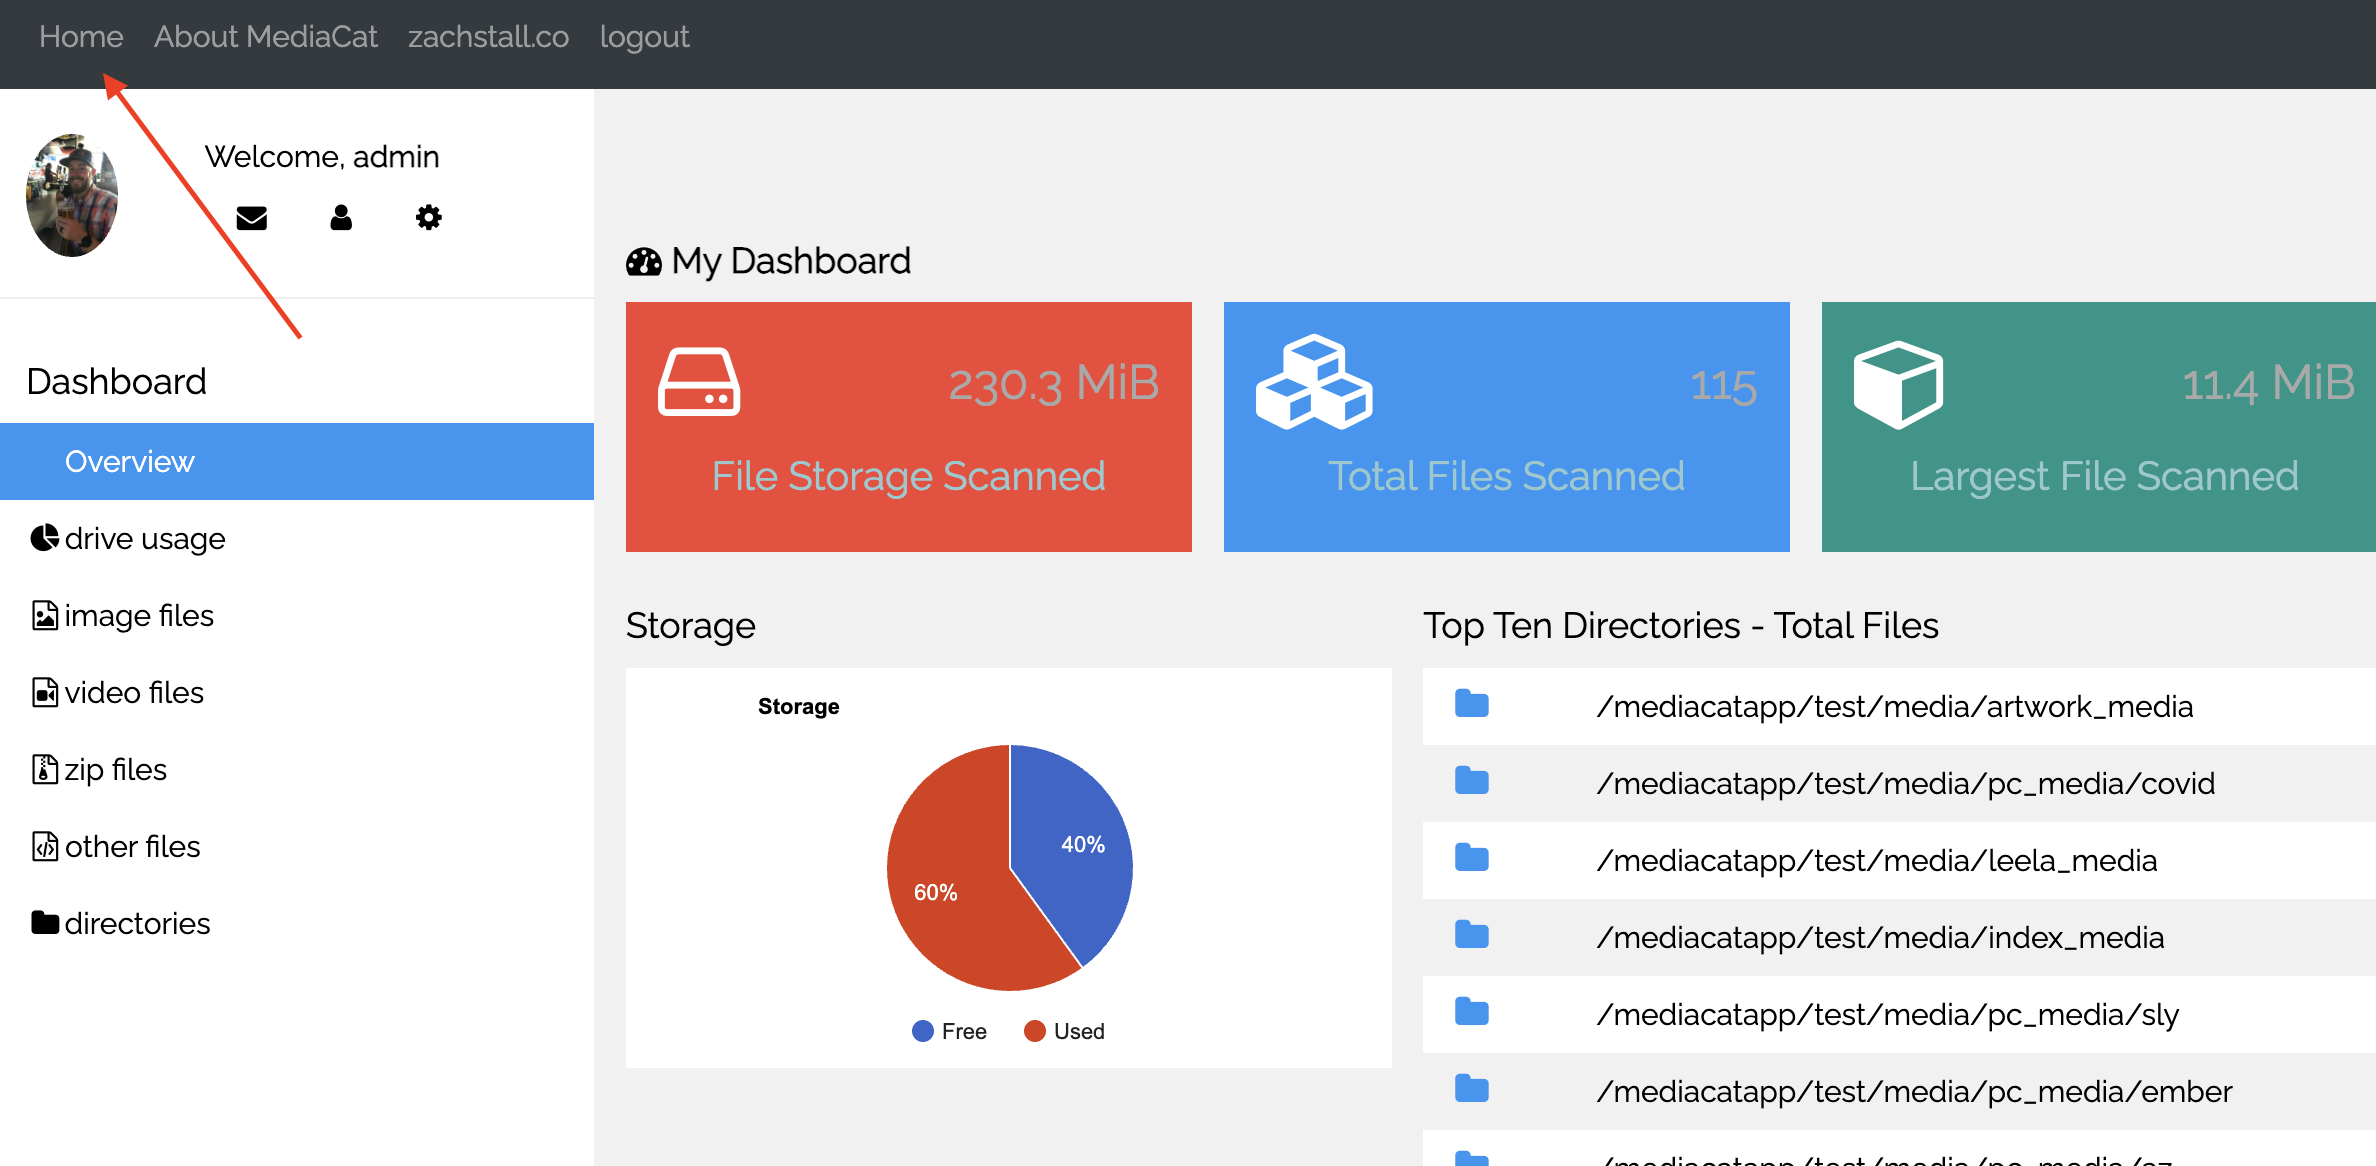 Home About MediaCat zachstall.co logout
Welcome, admin
Dashboard
Overview
drive usage
image files
video files
zip files
other files
directories
My Dashboard
230.3 MiB
File Storage Scanned
115
Total Files Scanned
11.4 MiB
Largest File Scanned
Storage
Storage
40%
60%
Free Used
Top Ten Directories - Total Files
/mediacatapp/test/media/artwork_media
/mediacatapp/test/media/pc_media/covid
/mediacatapp/test/media/leela_media
/mediacatapp/test/media/index_media
/mediacatapp/test/media/pc_media/sly
/mediacatapp/test/media/pc_media/ember